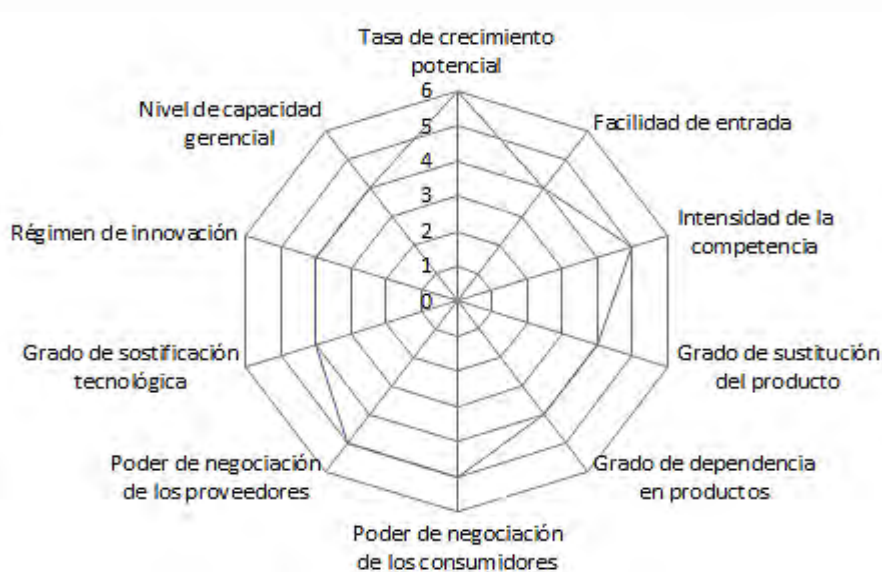 Tasa de crecimiento
potencial
Facilidad de entrada
Intensidad de la
competencia
Grado de sustitución
del producto
Grado de dependencia
en productos
Poder de negociación
de los consumidores
Poder de negociación
de los proveedores
Grado de sostificación
tecnológica
Régimen de innovación
Nivel de capacidad
gerencial
6
5
4
3
2
1
0